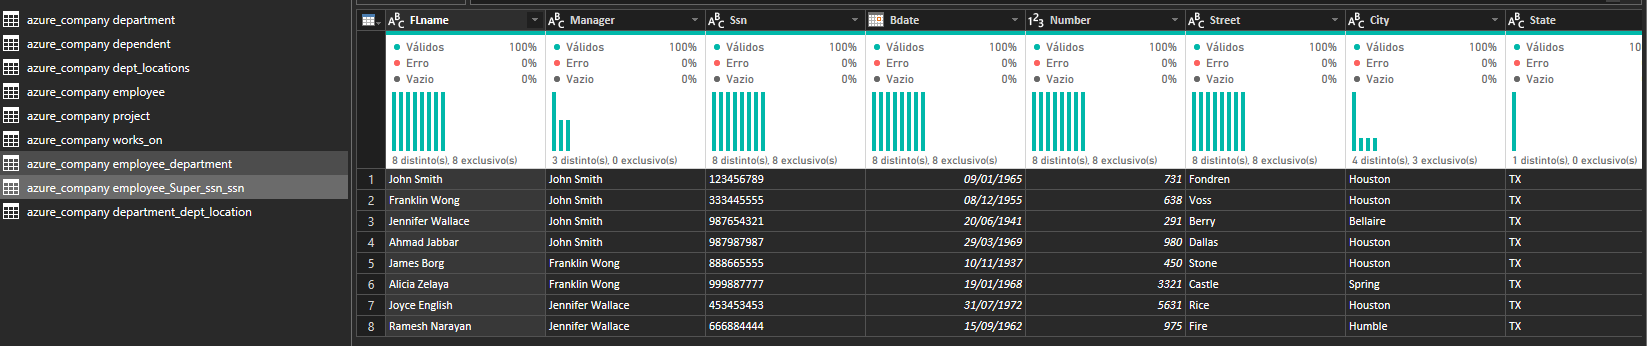 azure_company department
azure_company dependent
azure_company dept_locations
azure_company employee
azure_company project
azure_company works_on
azure_company employee_department
azure_company employee_Super_ssn_ssn
azure_company department_dept_location
ABC FLname ABC Manager ABC Ssn Bdate 123 Number ABC Street ABC City ABC State
Válidos 100% Válidos 100% Válidos 100% Válidos 100% Válidos 100% Válidos 100% Válidos 100% Válidos 10
Erro 0% Erro 0% Erro 0% Erro 0% Erro 0% Erro 0% Erro 0% Erro
Vazio 0% Vazio 0% Vazio 0% Vazio 0% Vazio 0% Vazio 0% Vazio 0% Vazio
8 distinto(s), 8 exclusivo(s) 3 distinto(s), 0 exclusivo(s) 8 distinto(s), 8 exclusivo(s) 8 distinto(s), 8 exclusivo(s) 8 distinto(s), 8 exclusivo(s) 8 distinto(s), 8 exclusivo(s) 4 distinto(s), 3 exclusivo(s) 1 distinto(s), 0 exclusivo(s)
1 John Smith John Smith 123456789 09/01/1965 731 Fondren Houston TX
2 Franklin Wong John Smith 333445555 08/12/1955 638 Voss Houston TX
3 Jennifer Wallace John Smith 987654321 20/06/1941 291 Berry Bellaire TX
4 Ahmad Jabbar John Smith 987987987 29/03/1969 980 Dallas Houston TX
5 James Borg Franklin Wong 888665555 10/11/1937 450 Stone Houston TX
6 Alicia Zelaya Franklin Wong 999887777 19/01/1968 3321 Castle Spring TX
7 Joyce English Jennifer Wallace 453453453 31/07/1972 5631 Rice Houston TX
8 Ramesh Narayan Jennifer Wallace 666884444 15/09/1962 975 Fire Humble TX